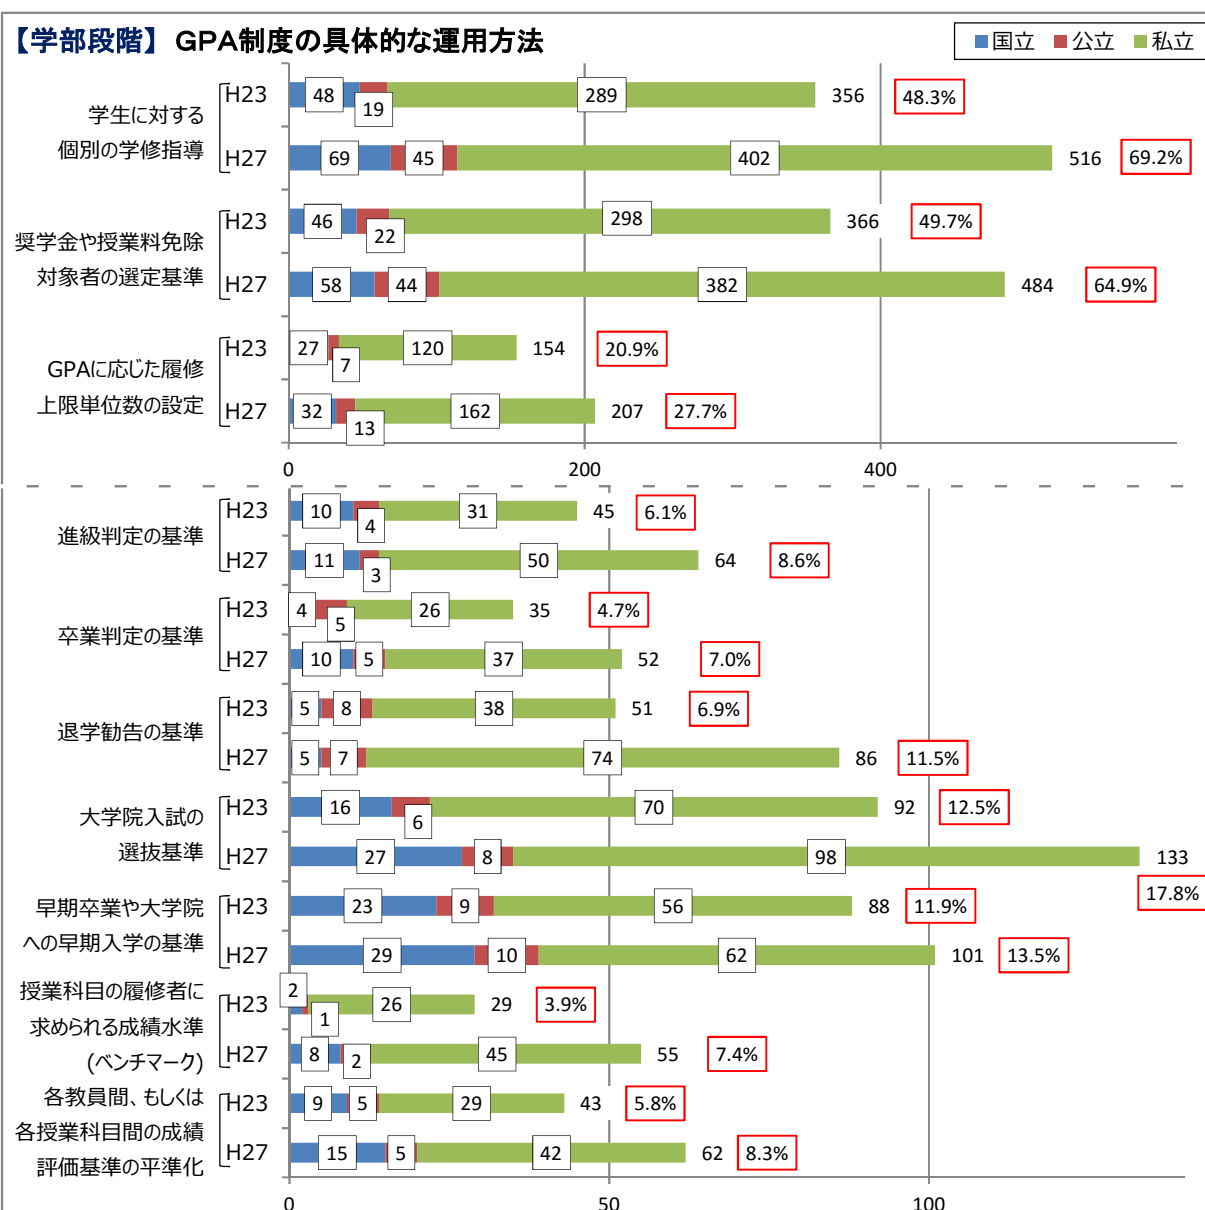 【学部段階】 GPA制度の具体的な運用方法
国立 公立 私立
学生に対する
個別の学修指導
H23 48 19 289 356 48.3%
H27 69 45 402 516 69.2%
奨学金や授業料免除
対象者の選定基準
H23 46 22 298 366 49.7%
H27 58 44 382 484 64.9%
GPAに応じた履修
上限単位数の設定
H23 27 7 120 154 20.9%
H27 32 13 162 207 27.7%
0 200 400
進級判定の基準
H23 10 4 31 45 6.1%
H27 11 3 50 64 8.6%
卒業判定の基準
H23 4 5 26 35 4.7%
H27 10 5 37 52 7.0%
退学勧告の基準
H23 5 8 38 51 6.9%
H27 5 7 74 86 11.5%
大学院入試の
選抜基準
H23 16 6 70 92 12.5%
H27 27 8 98 133 17.8%
早期卒業や大学院
への早期入学の基準
H23 23 9 56 88 11.9%
H27 29 10 62 101 13.5%
授業科目の履修者に
求められる成績水準
(ベンチマーク)
H23 2 1 26 29 3.9%
H27 8 2 45 55 7.4%
各教員間、もしくは
各授業科目間の成績
評価基準の平準化
H23 9 5 29 43 5.8%
H27 15 5 42 62 8.3%
0 50 100